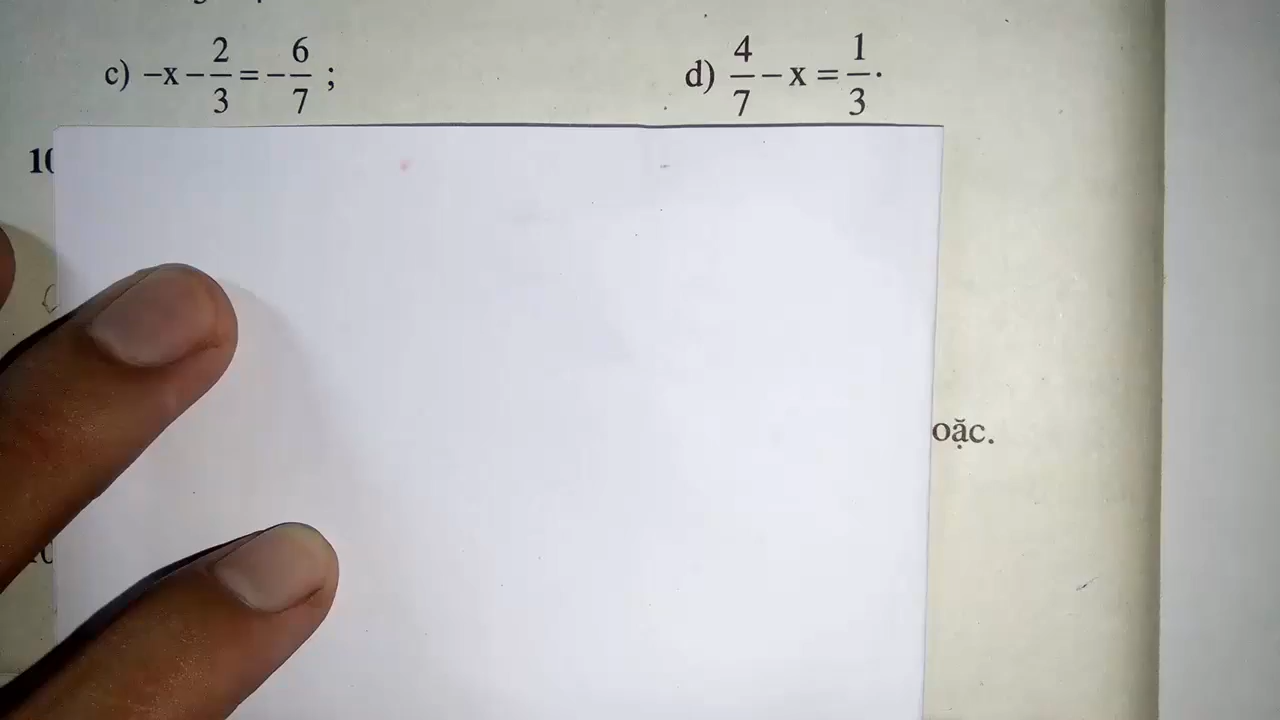 c) –x – 2/3 = – 6/7 ; d) 4/7 – x = 1/3 .
oặc.